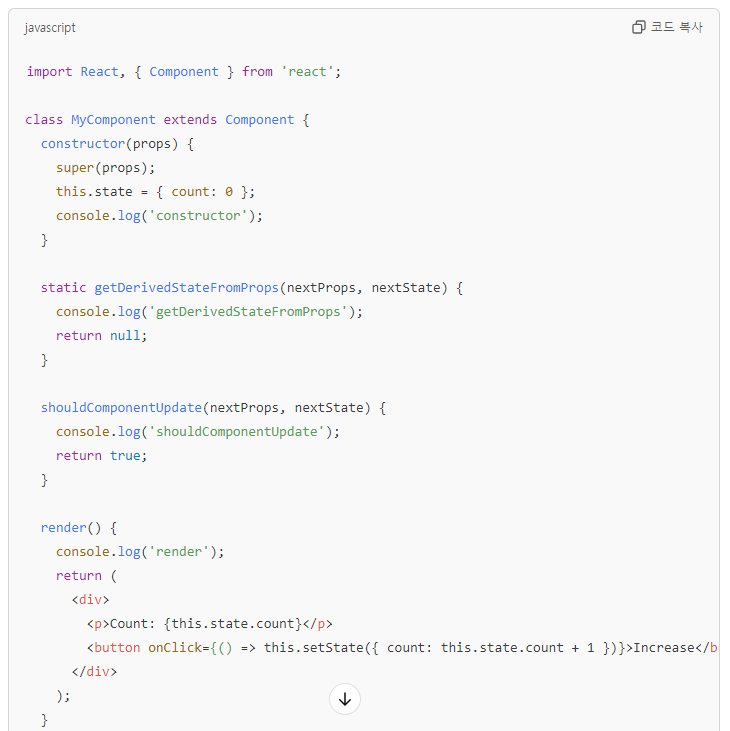 javascript
코드 복사
import React, { Component } from 'react';
class MyComponent extends Component {
constructor(props) {
super(props);
this.state = { count: 0 };
console.log('constructor');
}
static getDerivedStateFromProps(nextProps, nextState) {
console.log('getDerivedStateFromProps');
return null;
}
shouldComponentUpdate(nextProps, nextState) {
console.log('shouldComponentUpdate');
return true;
}
render() {
console.log('render');
return (
<div>
<p>Count: {this.state.count}</p>
<button onClick={() => this.setState({ count: this.state.count + 1 })}>Increase</b
</div>
);
}